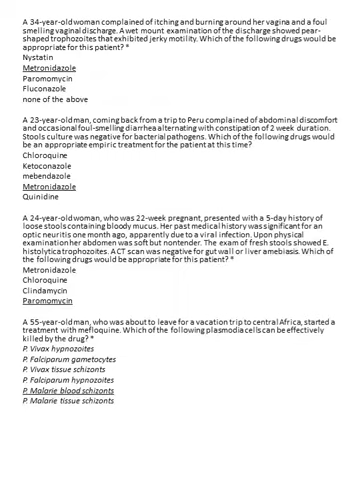 A 34-year-old woman complained of itching and burning around her vagina and a foul
smelling vaginal discharge. A wet mount examination of the discharge showed pear-
shaped trophozoites that exhibited jerky motility. Which of the following drugs would be
appropriate for this patient? *
Nystatin
Metronidazole
Paromomycin
Fluconazole
none of the above
A 23-year-old man, coming back from a trip to Peru complained of abdominal discomfort
and occasional foul-smelling diarrhea alternating with constipation of 2 week duration.
Stools culture was negative for bacterial pathogens. Which of the following drugs would
be an appropriate empiric treatment for the patient at this time?
Chloroquine
Ketoconazole
mebendazole
Metronidazole
Quinidine
A 24-year-old woman, who was 22-week pregnant, presented with a 5-day history of
loose stools containing bloody mucus. Her past medical history was significant for an
optic neuritis one month ago, apparently due to a viral infection. Upon physical
examination her abdomen was soft but nontender. The exam of fresh stools showed E.
histolytica trophozoites. A CT scan was negative for gut wall or liver amebiasis. Which of
the following drugs would be appropriate for this patient? *
Metronidazole
Chloroquine
Clindamycin
Paromomycin
A 55-year-old man, who was about to leave for a vacation trip to central Africa, started a
treatment with mefloquine. Which of the following plasmodia cells can be effectively
killed by the drug? *
P. Vivax hypnozoites
P. Falciparum gametocytes
P. Vivax tissue schizonts
P. Falciparum hypnozoites
P. Malarie blood schizonts
P. Malarie tissue schizonts